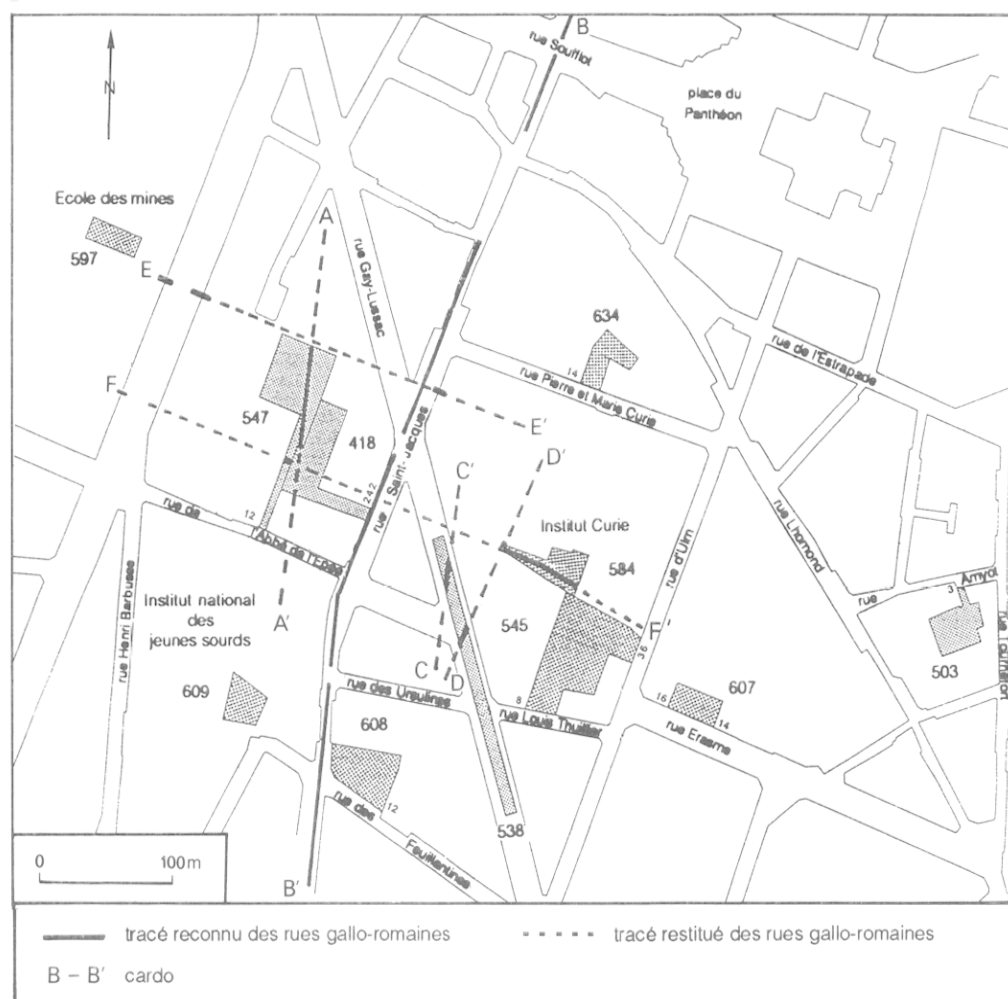 B
rue Soufflot
N
place du
Panthéon
Ecole des mines
597
E
A
rue Gay-Lussac
634
14
rue Pierre et Marie Curie
rue de l'Estrapade
F
547
418
242
rue St Saint-Jacques
E'
C'
D'
Institut Curie
584
rue d'Ulm
rue Lhomond
rue de
12
l'Abbé de l'Epée
rue Henri Barbusse
Institut national
des
jeunes sourds
A'
545
F'
36
rue
Amyot
3
503
rue Tournefort
C
D
rue des Ursulines
609
8
rue Louis Thuillier
16
607
14
rue Erasme
608
12
rue des
Feuillantines
538
B'
0
100m
tracé reconnu des rues gallo-romaines
tracé restitué des rues gallo-romaines
B – B' cardo